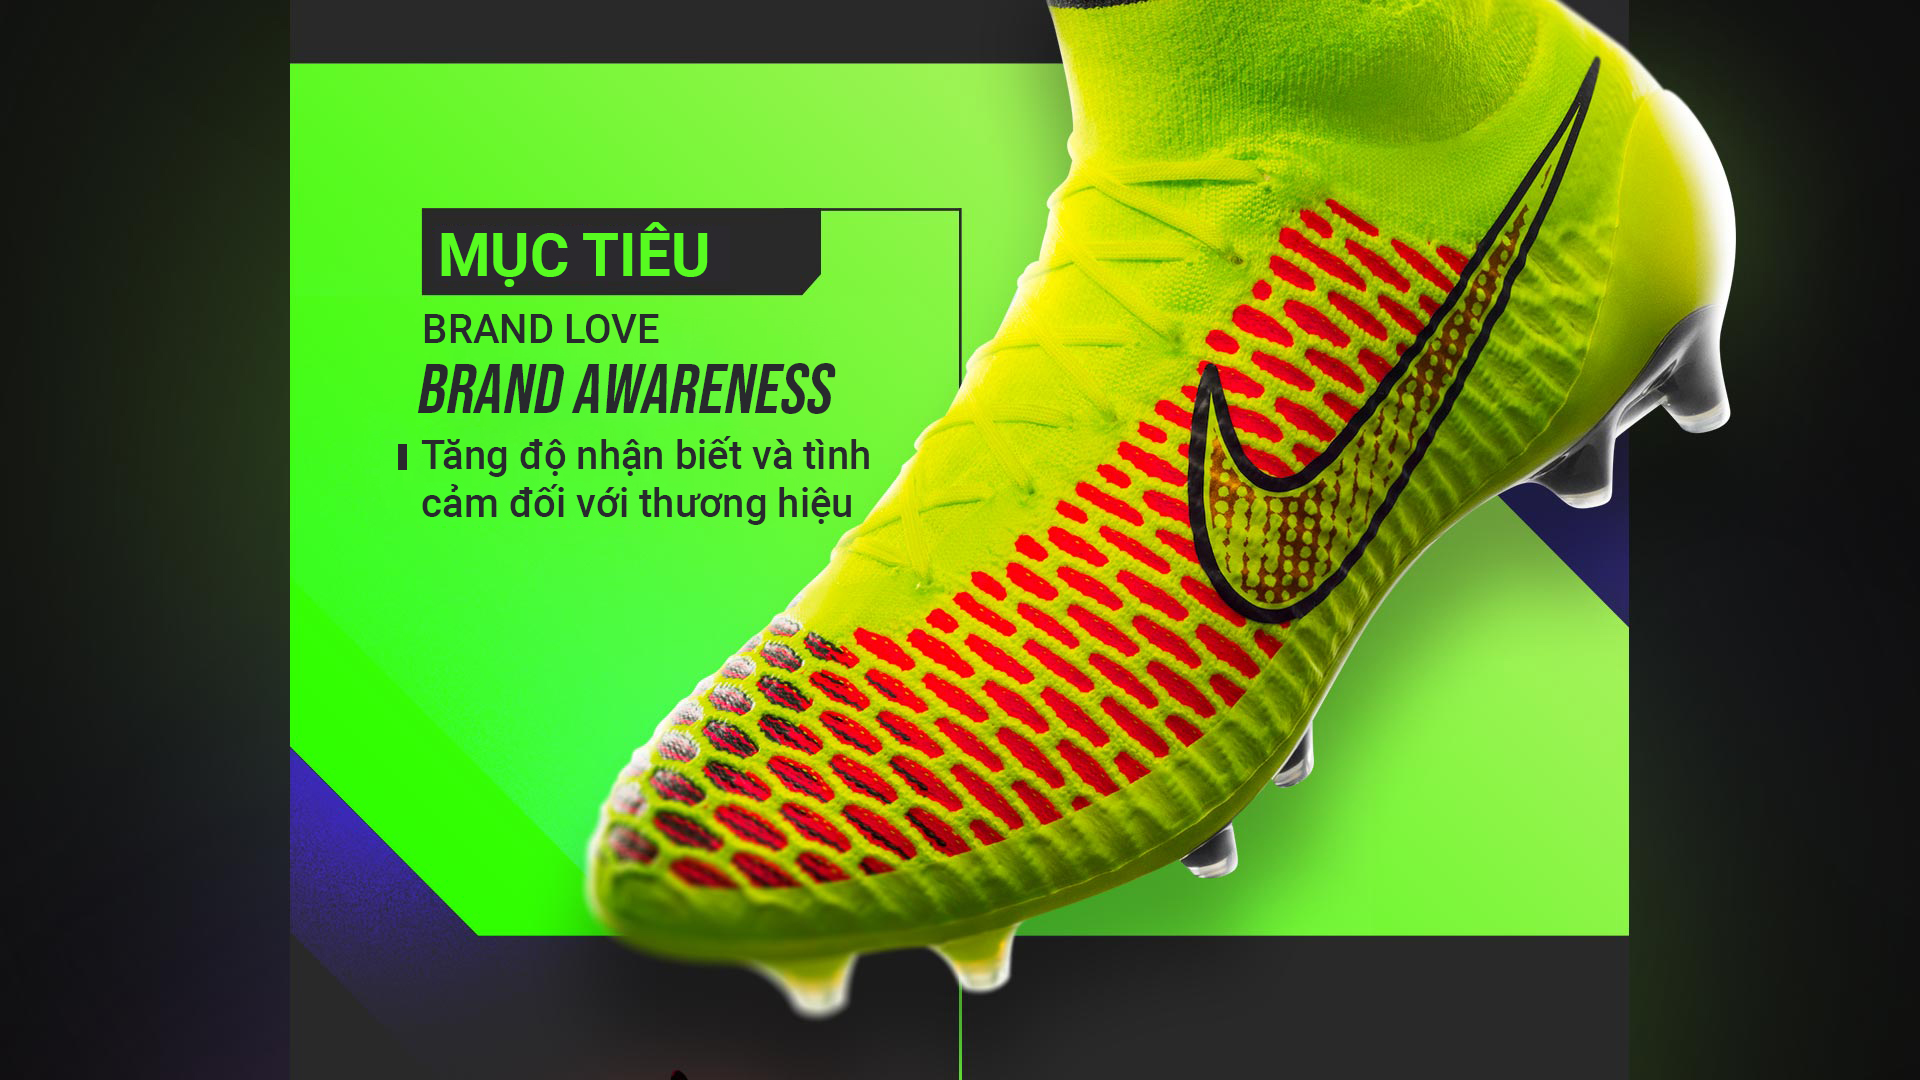 MỤC TIÊU
BRAND LOVE
BRAND AWARENESS
Tăng độ nhận biết và tình
cảm đối với thương hiệu